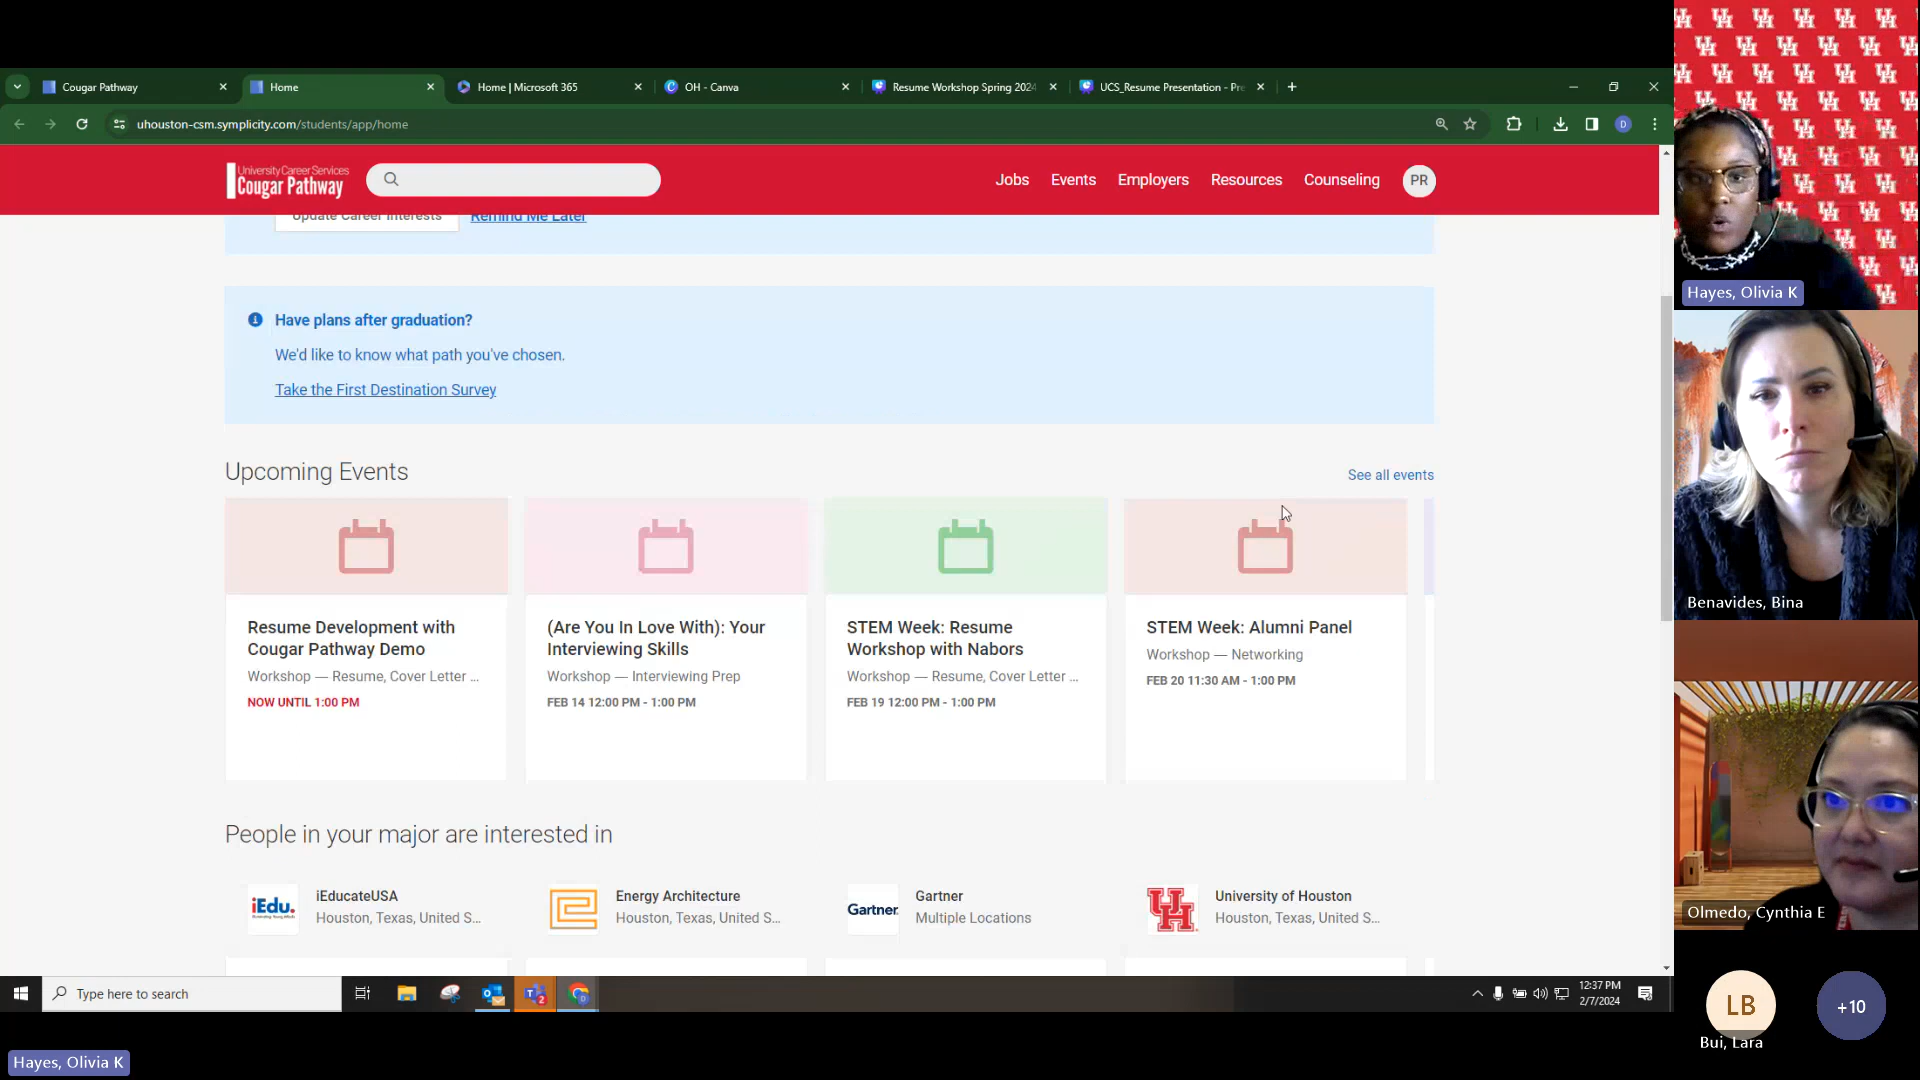 Cougar Pathway
Home
Home | Microsoft 365
OH - Canva
Resume Workshop Spring 2024
UCS_Resume Presentation - Pre
uhouston-csm.symplicity.com/students/app/home
D
University Career Services
Cougar Pathway
Jobs
Events
Employers
Resources
Counseling
PR
Update Career Interests
Remind Me Later
Have plans after graduation?
We'd like to know what path you've chosen.
Take the First Destination Survey
Upcoming Events
See all events
Resume Development with
Cougar Pathway Demo
Workshop — Resume, Cover Letter ...
NOW UNTIL 1:00 PM
(Are You In Love With): Your
Interviewing Skills
Workshop — Interviewing Prep
FEB 14 12:00 PM - 1:00 PM
STEM Week: Resume
Workshop with Nabors
Workshop — Resume, Cover Letter ...
FEB 19 12:00 PM - 1:00 PM
STEM Week: Alumni Panel
Workshop — Networking
FEB 20 11:30 AM - 1:00 PM
People in your major are interested in
iEdu.
iEducateUSA
Houston, Texas, United S...
Energy Architecture
Houston, Texas, United S...
Gartner
Gartner
Multiple Locations
UH
University of Houston
Houston, Texas, United S...
Type here to search
12:37 PM
2/7/2024
Hayes, Olivia K
Benavides, Bina
Olmedo, Cynthia E
LB
Bui, Lara
+10
Hayes, Olivia K